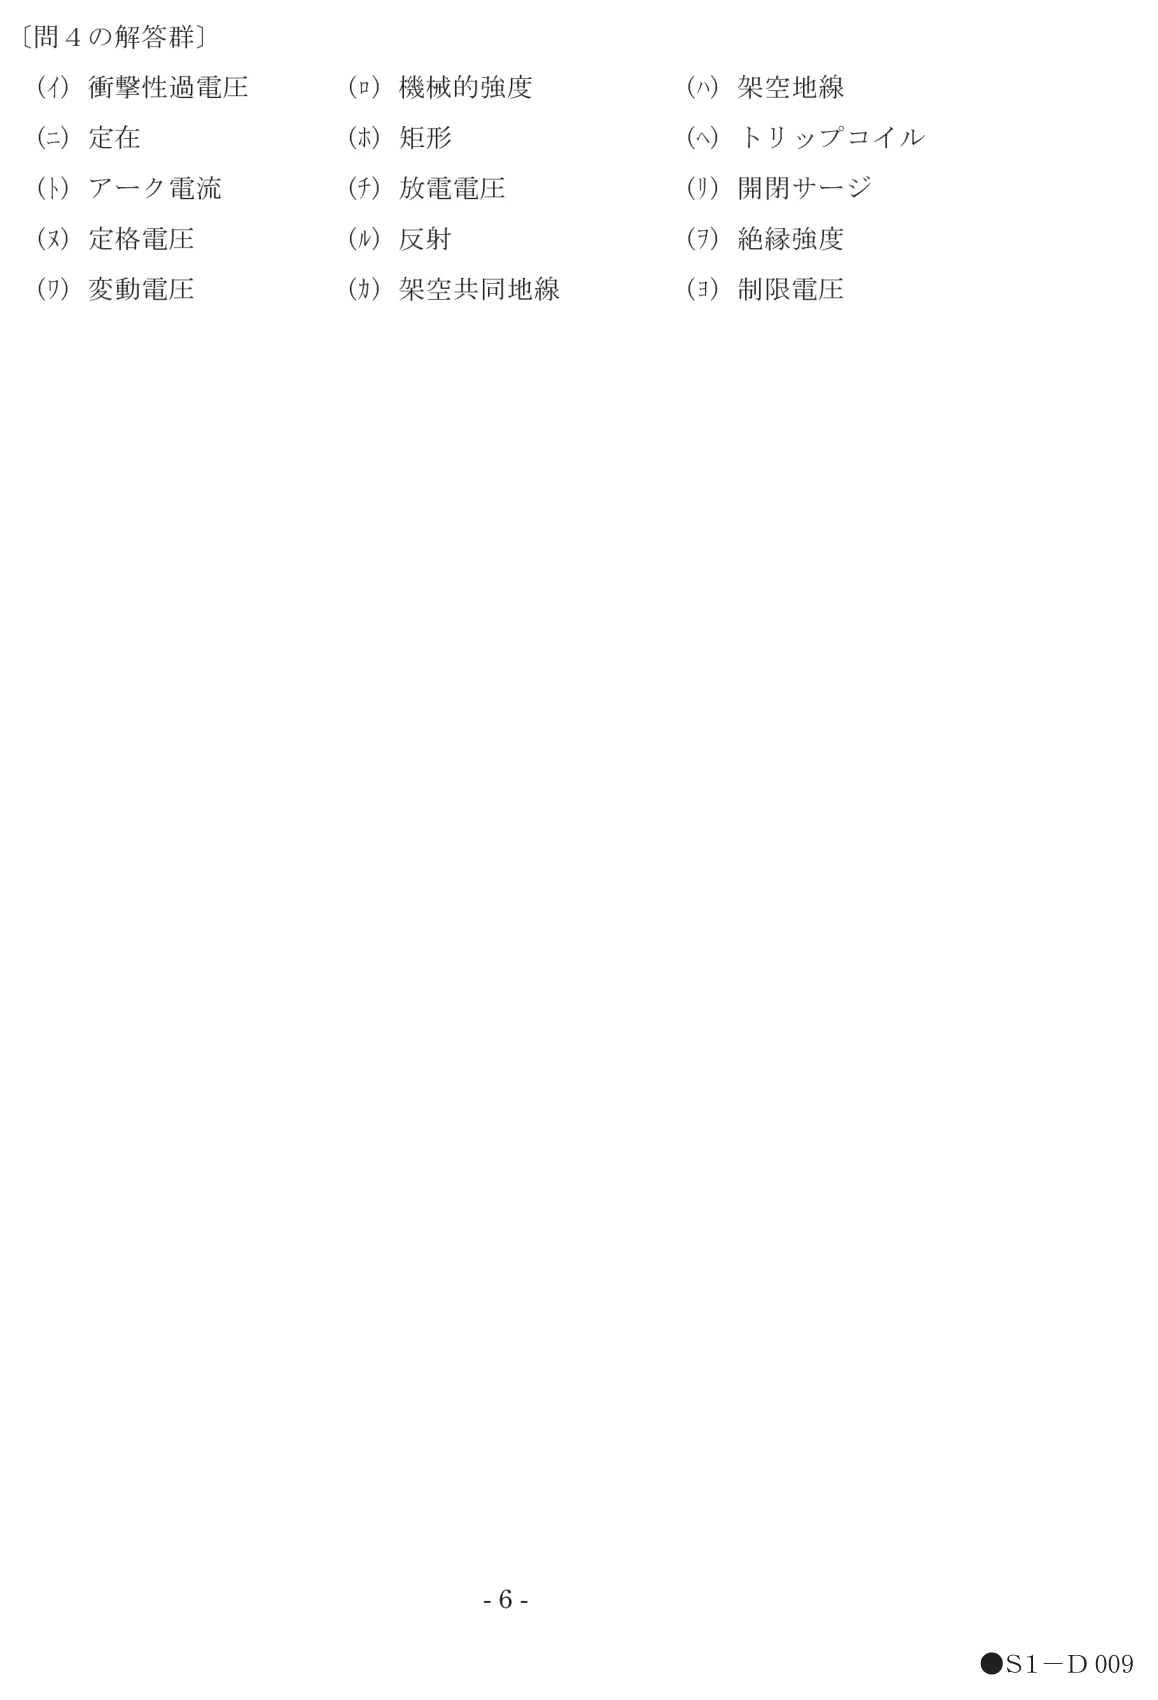 〔問４の解答群〕
(ｲ) 衝撃性過電圧 (ﾛ) 機械的強度 (ﾊ) 架空地線
(ﾆ) 定在 (ﾎ) 矩形 (ﾍ) トリップコイル
(ﾄ) アーク電流 (ﾁ) 放電電圧 (ﾘ) 開閉サージ
(ﾇ) 定格電圧 (ﾙ) 反射 (ｦ) 絶縁強度
(ﾜ) 変動電圧 (ｶ) 架空共同地線 (ﾖ) 制限電圧
- 6 -
●S1－D 009